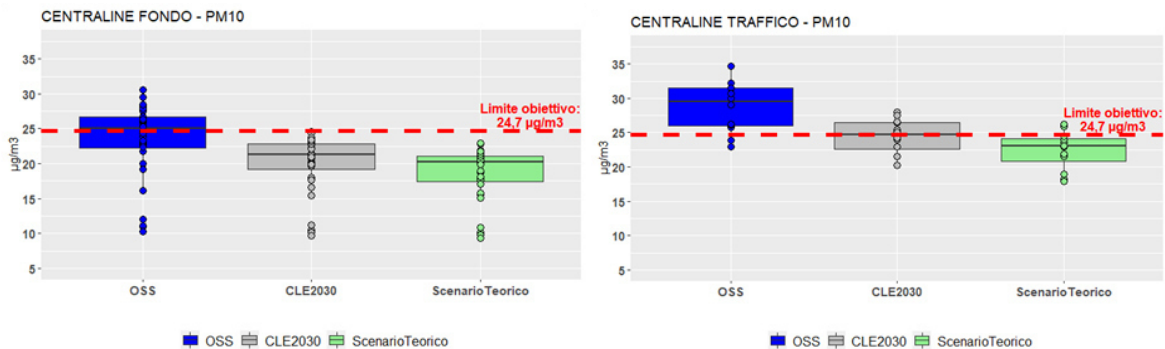 CENTRALINE FONDO - PM10
35
30
25
20
15
10
5
µg/m3
Limite obiettivo:
24,7 µg/m3
OSS
CLE2030
ScenarioTeorico
OSS
CLE2030
ScenarioTeorico
CENTRALINE TRAFFICO - PM10
35
30
25
20
15
10
5
µg/m3
Limite obiettivo:
24,7 µg/m3
OSS
CLE2030
ScenarioTeorico
OSS
CLE2030
ScenarioTeorico